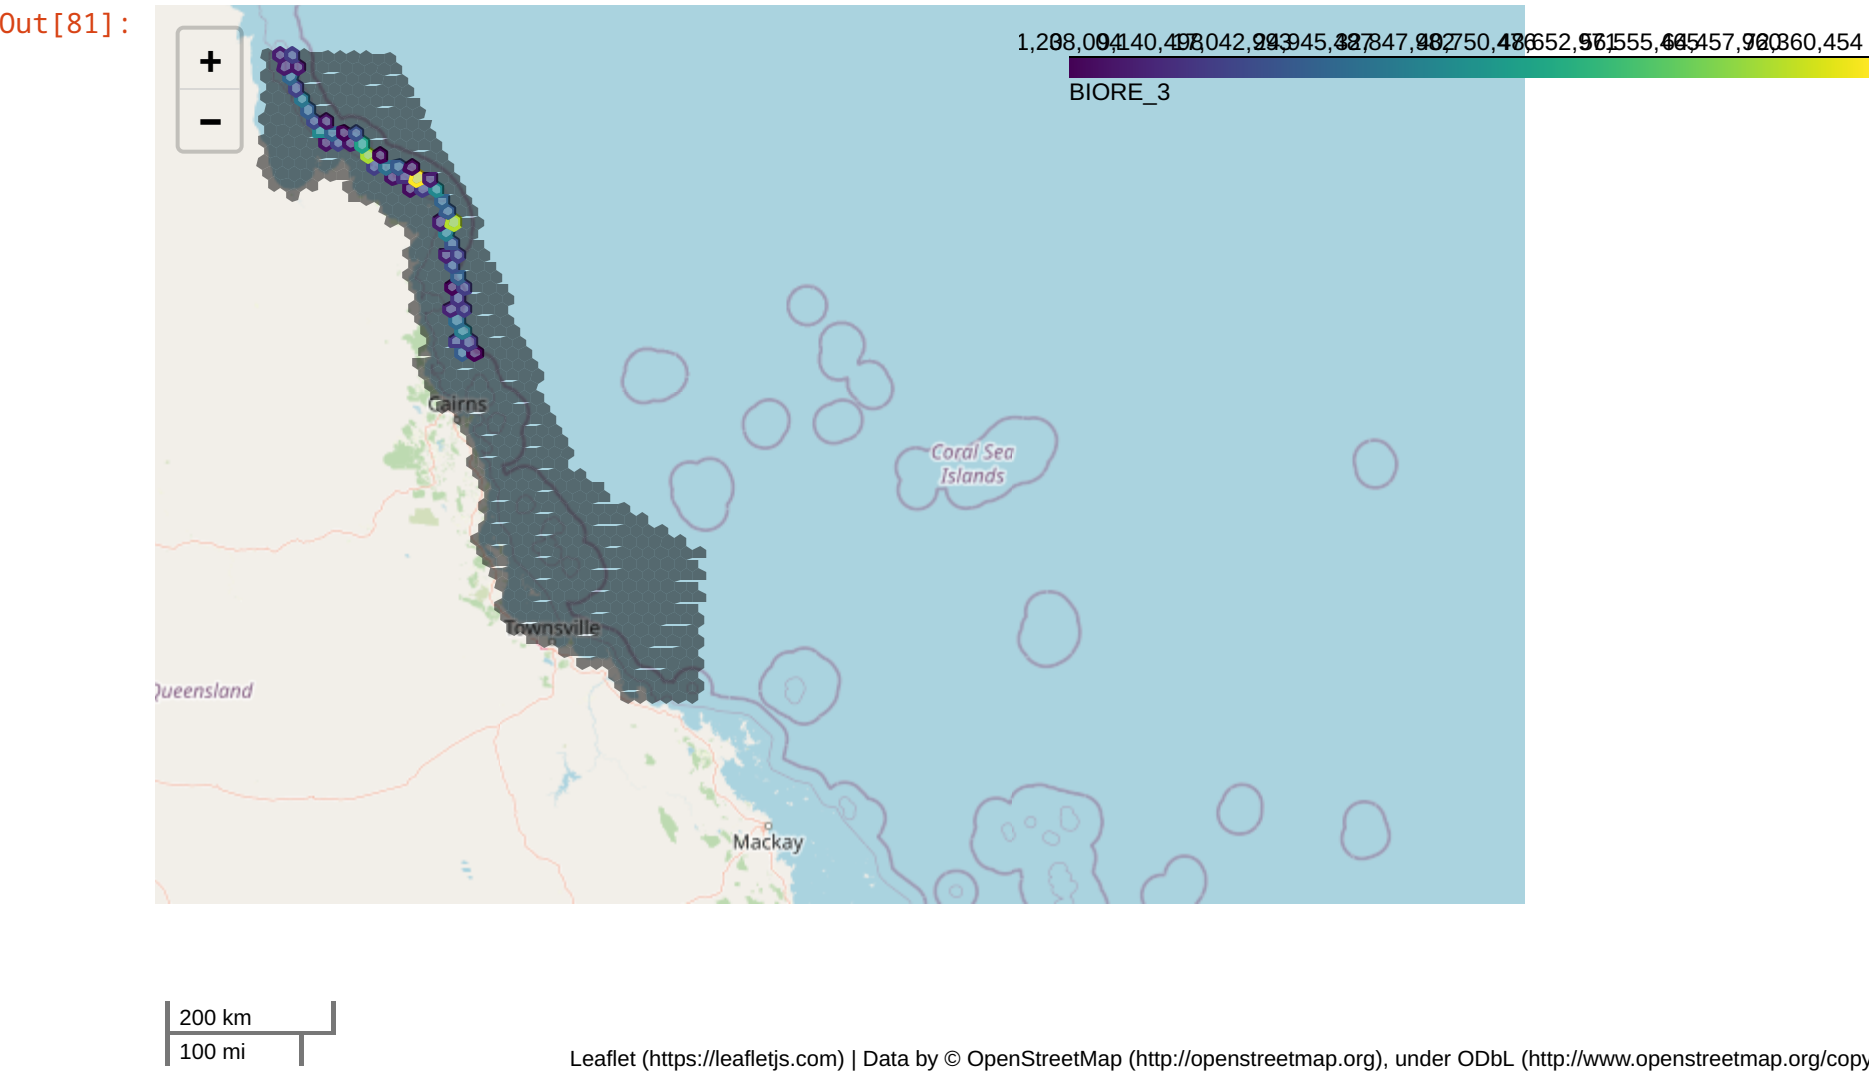 Out[81]:
+
−
BIORE_3
Cairns
Coral Sea
Islands
Townsville
Queensland
Mackay
200 km
100 mi
Leaflet (https://leafletjs.com) | Data by © OpenStreetMap (http://openstreetmap.org), under ODbL (http://www.openstreetmap.org/copy